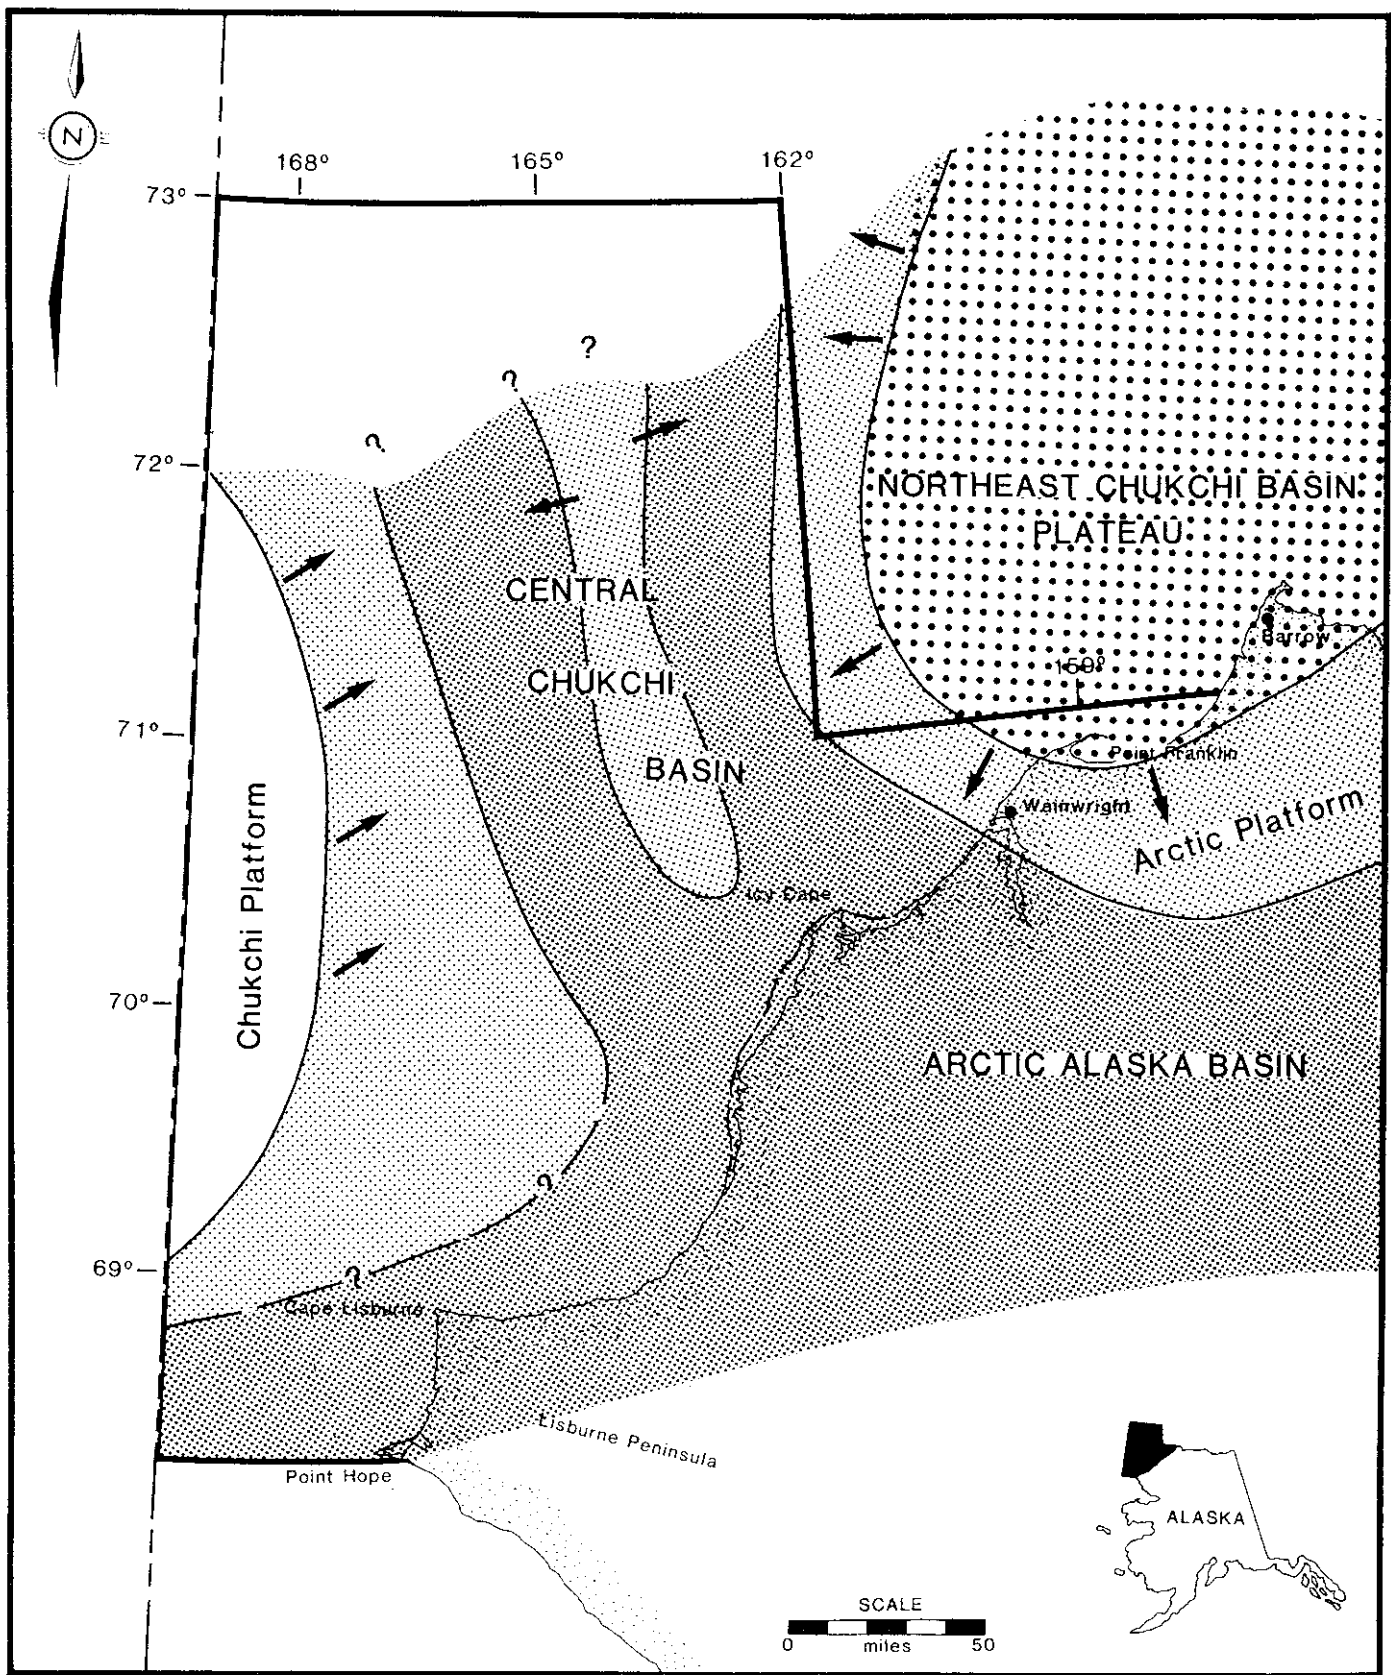 N
168°
165°
162°
73°
?
?
?
72°
NORTHEAST CHUKCHI BASIN
PLATEAU
CENTRAL
Barrow
159°
CHUKCHI
71°
Point Franklin
BASIN
Wainwright
Arctic Platform
Chukchi Platform
Icy Cape
70°
ARCTIC ALASKA BASIN
?
69°
?
Cape Lisburne
Lisburne Peninsula
Point Hope
ALASKA
SCALE
0 miles 50